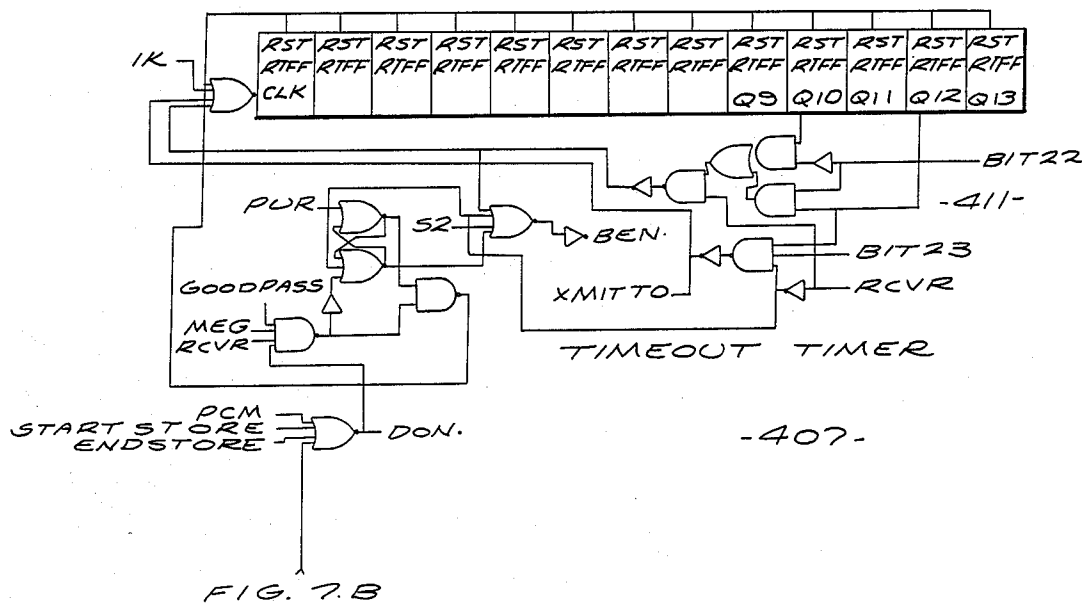 RST RST RST RST RST RST RST RST RST RST RST RST RST
1K
RTFF RTFF RTFF RTFF RTFF RTFF RTFF RTFF RTFF RTFF RTFF RTFF RTFF
CLK Q9 Q10 Q11 Q12 Q13
BIT22
-411-
PUR
S2
BEN.
BIT23
GOODPASS
XMITTO
RCVR
MEG
RCVR
TIMEOUT TIMER
PCM
START STORE
ENDSTORE
DON.
-407-
FIG. 7.B